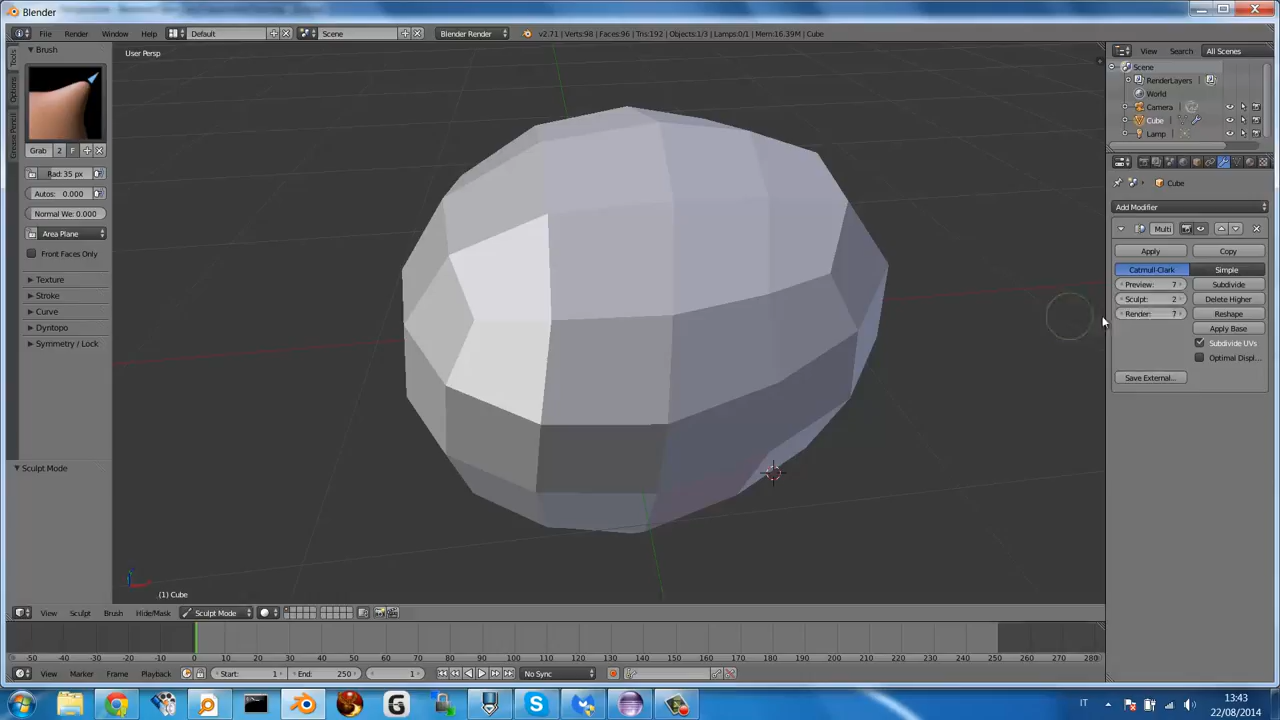 Blender
File Render Window Help Default Scene Blender Render v2.71 | Verts:98 | Faces:96 | Tris:192 | Objects:1/3 | Lamps:0/1 | Mem:16.39M | Cube
Brush
User Persp
View Search All Scenes
Scene
RenderLayers
World
Camera
Cube
Lamp
Tools
Options
Grease Pencil
Grab 2 F
Rad: 35 px
Autos: 0.000
Normal We: 0.000
Area Plane
Front Faces Only
Texture
Stroke
Curve
Dyntopo
Symmetry / Lock
Sculpt Mode
Cube
Add Modifier
Multi
Apply Copy
Catmull-Clark Simple
Preview: 7 Subdivide
Sculpt: 2 Delete Higher
Render: 7 Reshape
Apply Base
Subdivide UVs
Optimal Displ...
Save External...
(1) Cube
View Sculpt Brush Hide/Mask Sculpt Mode
-50 -40 -30 -20 -10 0 10 20 30 40 50 60 70 80 90 100 110 120 130 140 150 160 170 180 190 200 210 220 230 240 250 260 270 280
View Marker Frame Playback Start: 1 End: 250 1 No Sync
IT 13:43
22/08/2014